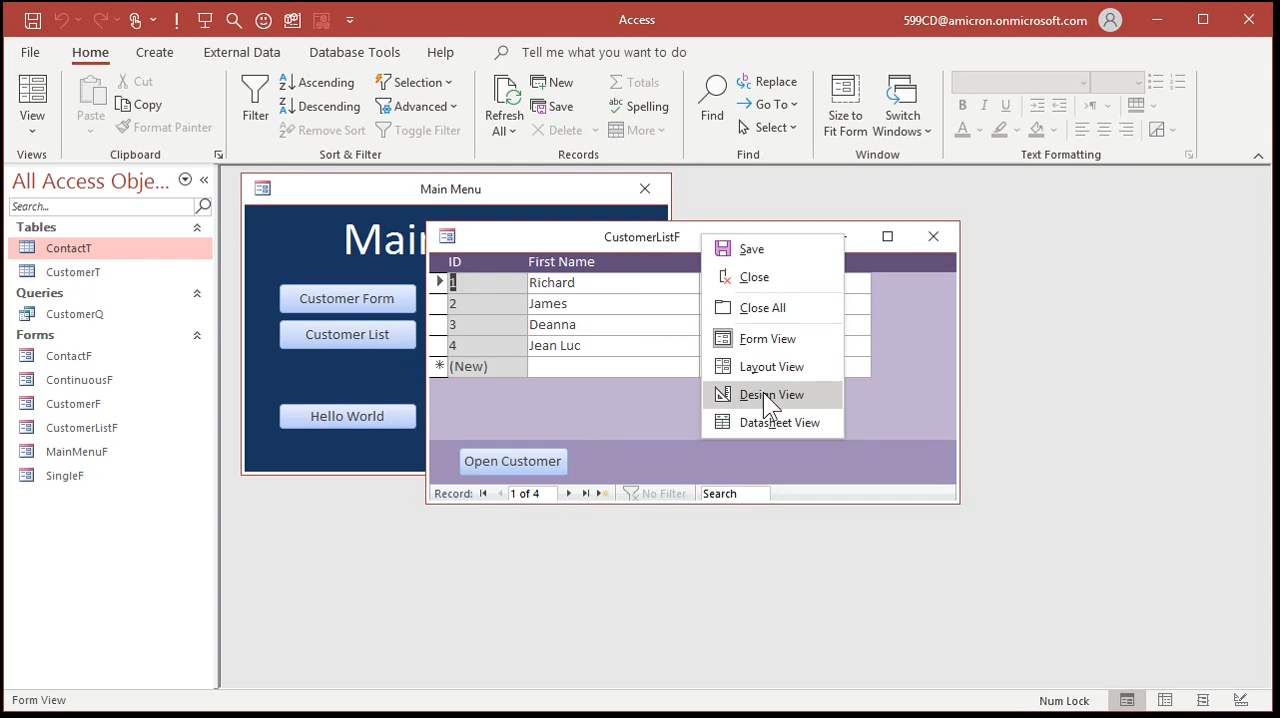 Access
599CD@amicron.onmicrosoft.com
File Home Create External Data Database Tools Help Tell me what you want to do
View
Views
Paste
Cut
Copy
Format Painter
Clipboard
Filter
Ascending
Descending
Remove Sort
Selection
Advanced
Toggle Filter
Sort & Filter
Refresh
All
New
Save
Delete
Totals
Spelling
More
Records
Find
Replace
Go To
Select
Find
Size to
Fit Form
Switch
Windows
Window
B I U
A
Text Formatting
All Access Obje...
Search...
Tables
ContactT
CustomerT
Queries
CustomerQ
Forms
ContactF
ContinuousF
CustomerF
CustomerListF
MainMenuF
SingleF
Main Menu
Customer Form
Customer List
Hello World
CustomerListF
ID First Name
1 Richard
2 James
3 Deanna
4 Jean Luc
(New)
Open Customer
Record: 1 of 4 No Filter Search
Save
Close
Close All
Form View
Layout View
Design View
Datasheet View
Form View
Num Lock